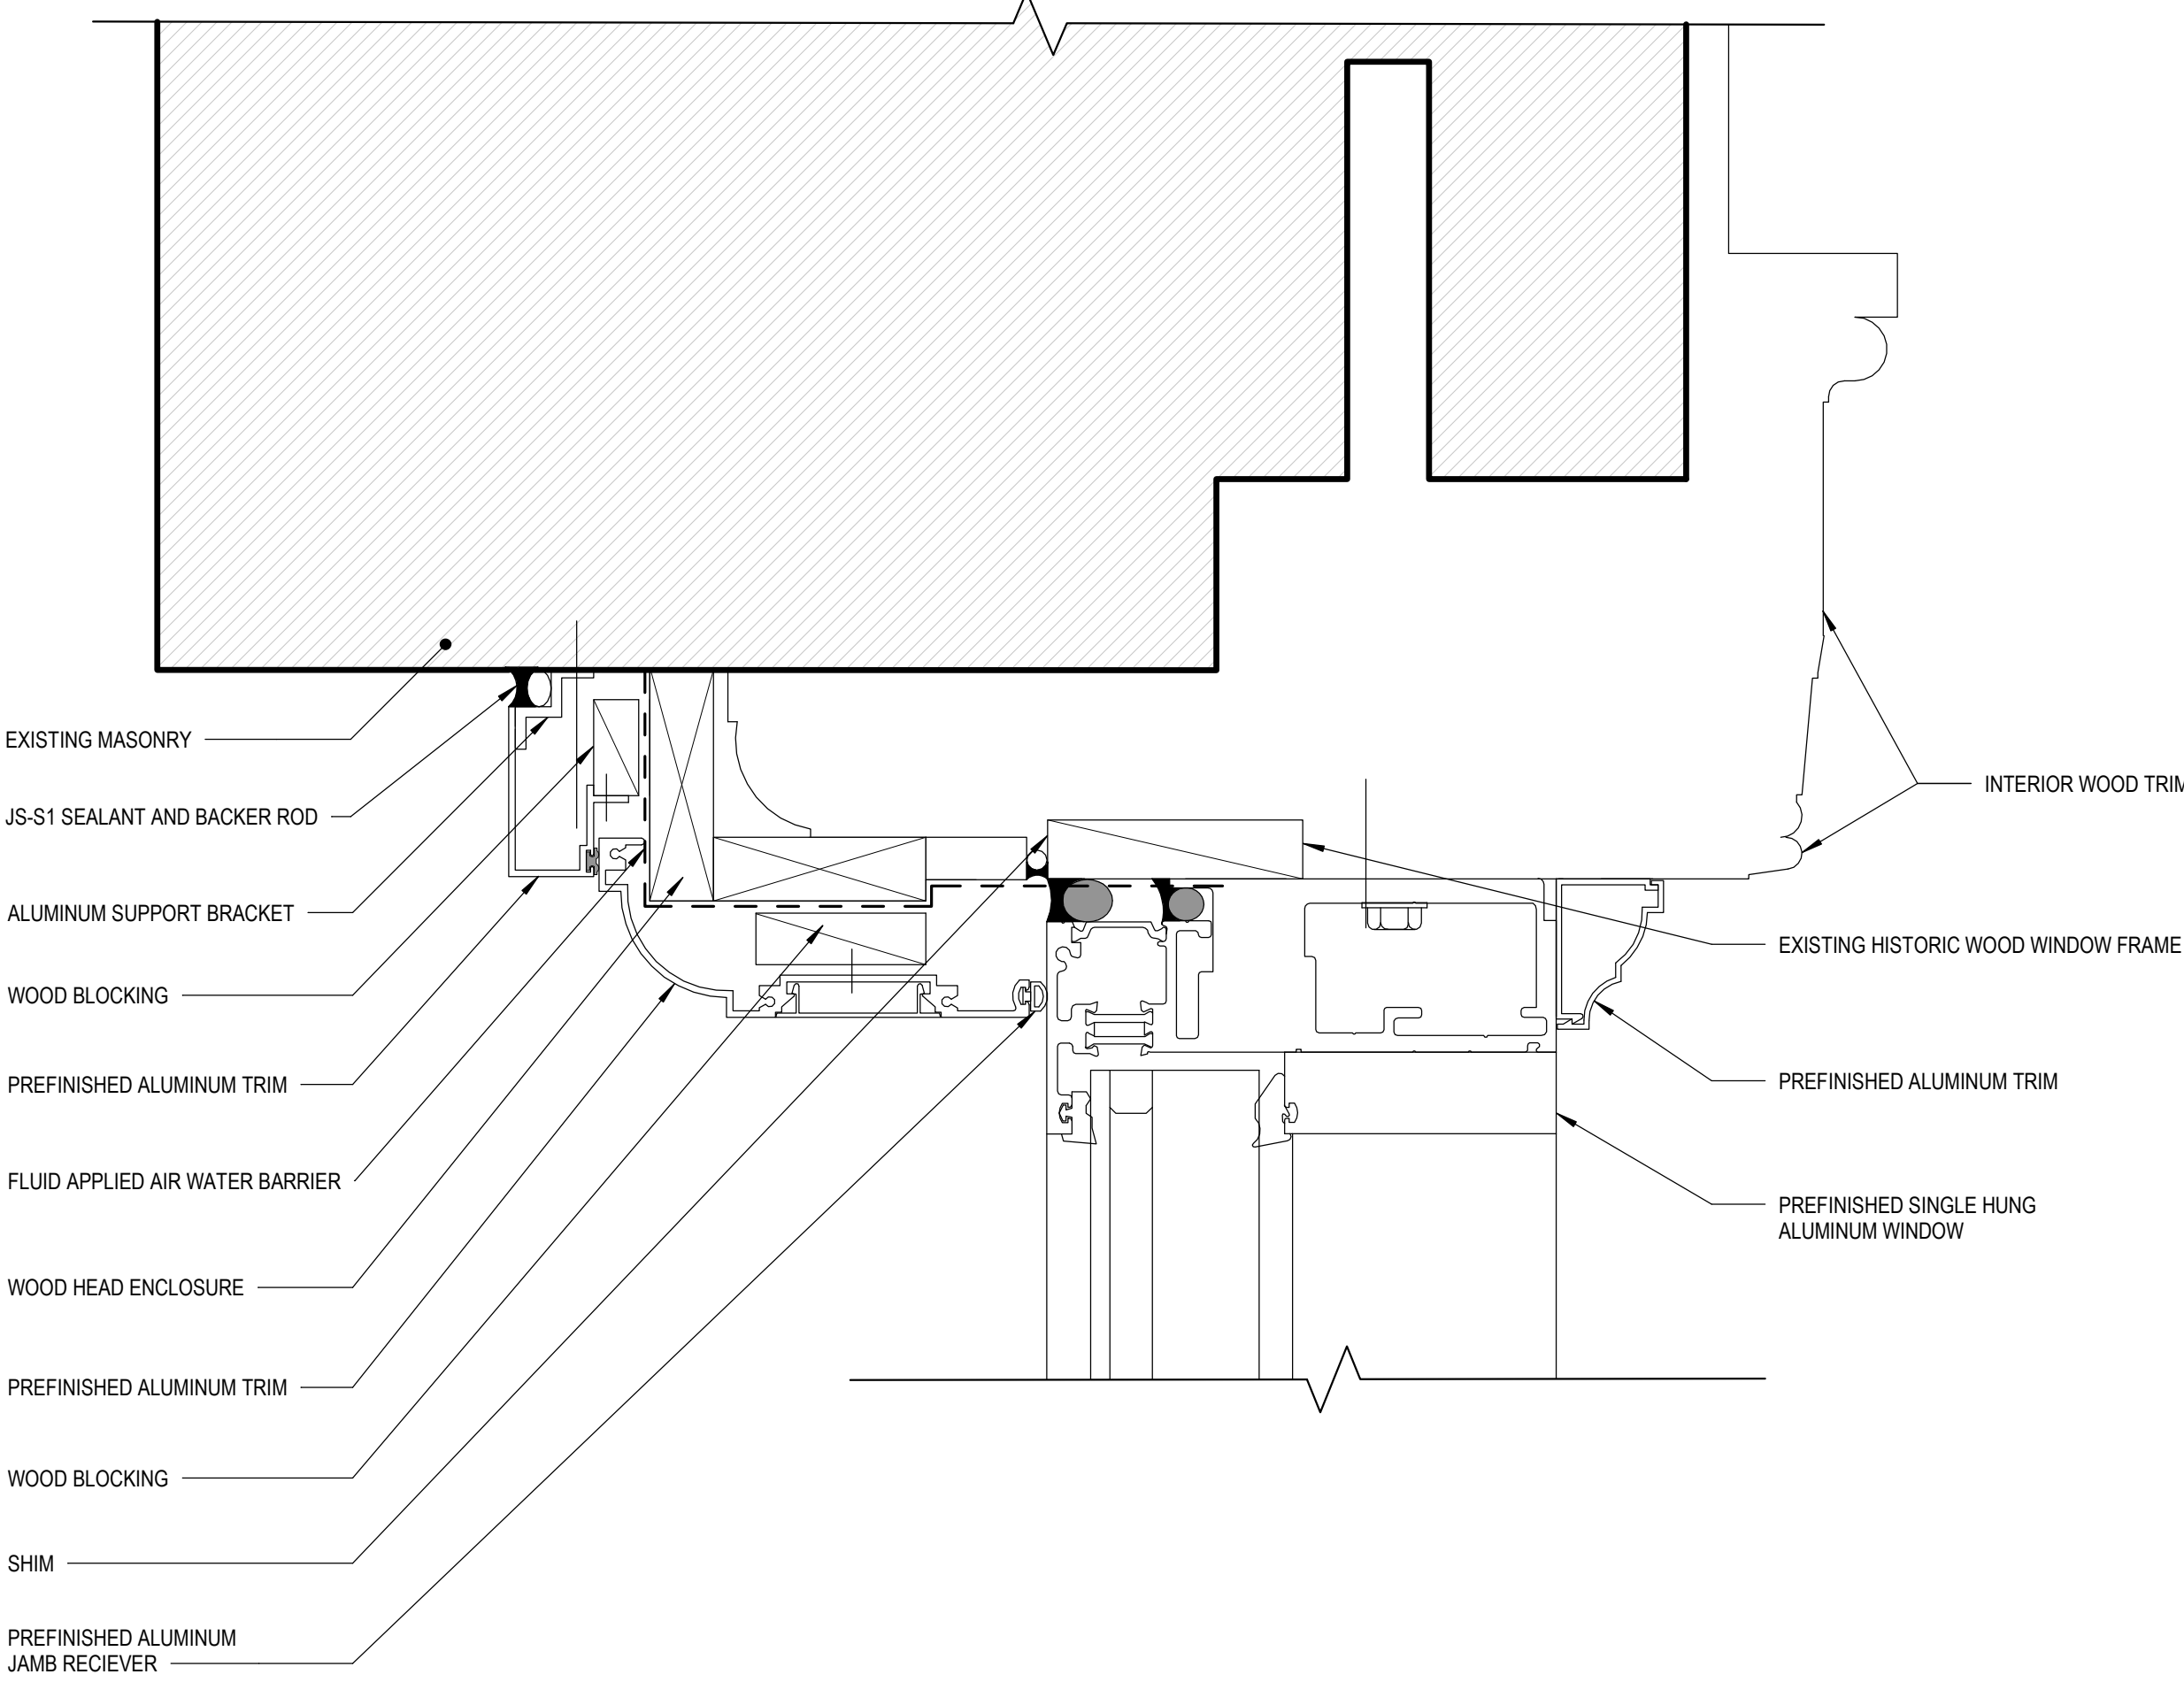 EXISTING MASONRY
JS-S1 SEALANT AND BACKER ROD
ALUMINUM SUPPORT BRACKET
WOOD BLOCKING
PREFINISHED ALUMINUM TRIM
FLUID APPLIED AIR WATER BARRIER
WOOD HEAD ENCLOSURE
PREFINISHED ALUMINUM TRIM
WOOD BLOCKING
SHIM
PREFINISHED ALUMINUM
JAMB RECIEVER
INTERIOR WOOD TRIM
EXISTING HISTORIC WOOD WINDOW FRAME
PREFINISHED ALUMINUM TRIM
PREFINISHED SINGLE HUNG
ALUMINUM WINDOW